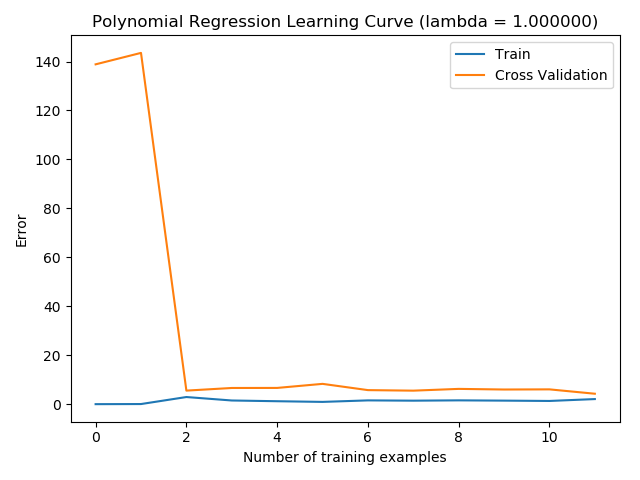 Polynomial Regression Learning Curve (lambda = 1.000000)
Train
Cross Validation
140
120
100
80
60
40
20
0
Error
0 2 4 6 8 10
Number of training examples